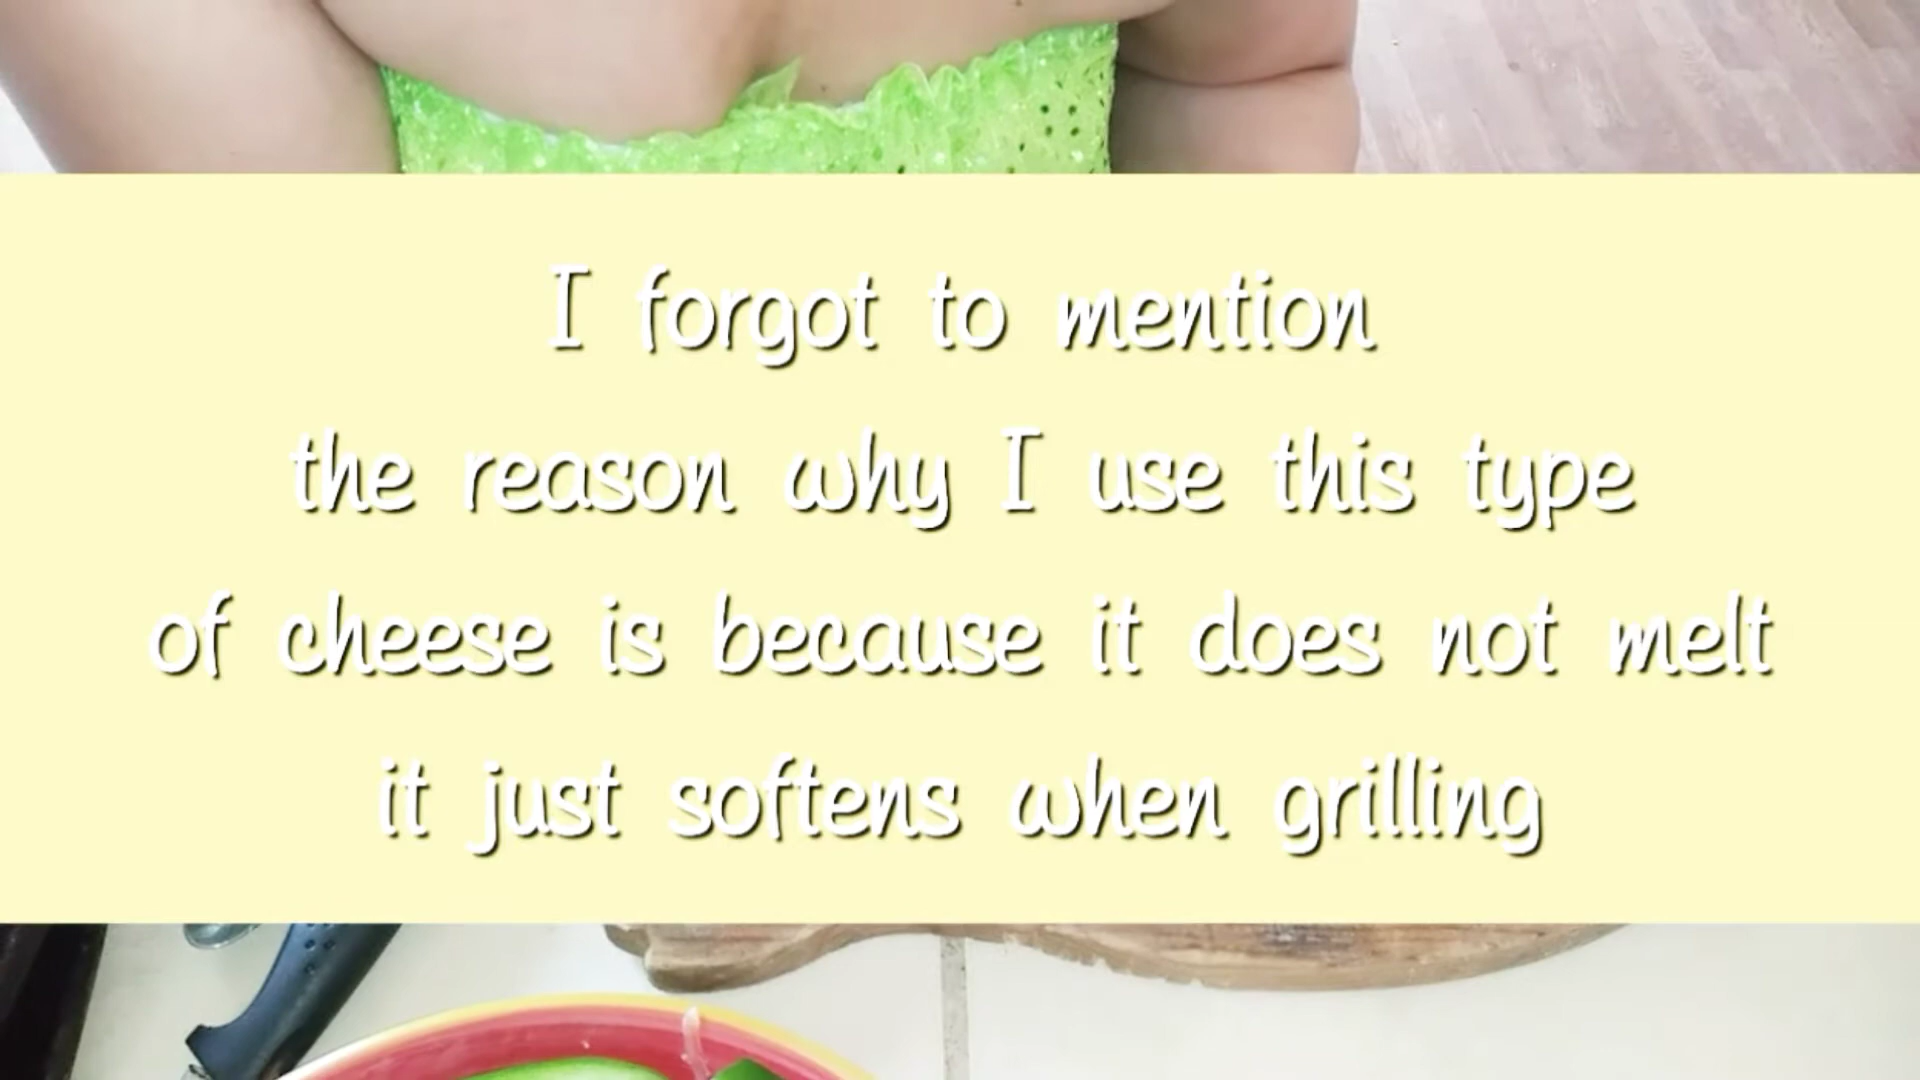 I forgot to mention
the reason why I use this type
of cheese is because it does not melt
it just softens when grilling